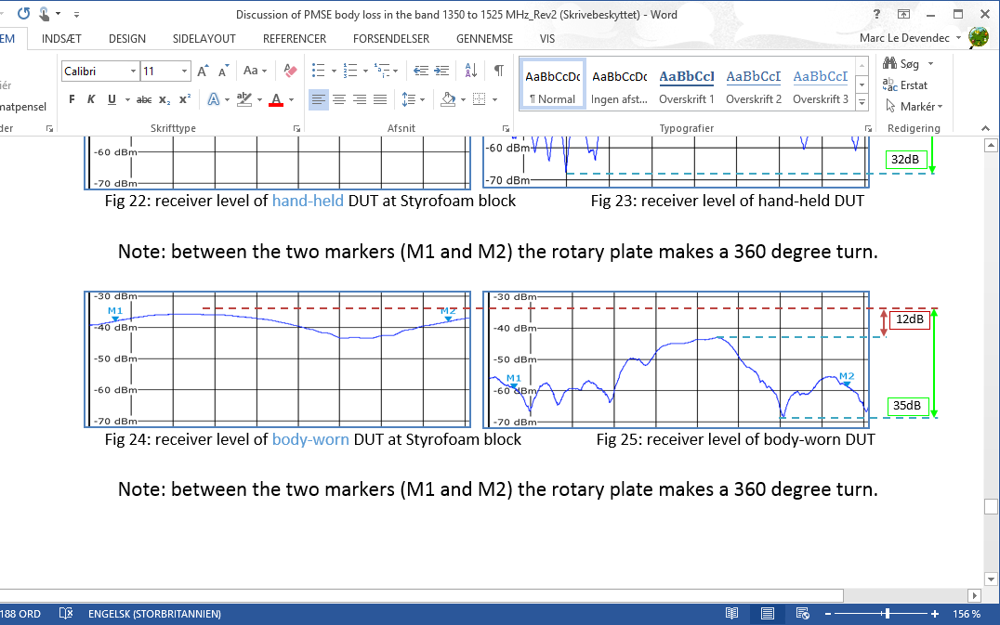 Discussion of PMSE body loss in the band 1350 to 1525 MHz_Rev2 (Skrivebeskyttet) - Word
EM INDSÆT DESIGN SIDELAYOUT REFERENCER FORSENDELSER GENNEMSE VIS Marc Le Devendec
Calibri 11 Aa
F K U abc x₂ x² A ab A
matpensel
Skrifttype Afsnit Typografier Redigering
AaBbCcDc AaBbCcDc AaBbCcI AaBbCcI AaBbCcI
¶ Normal Ingen afst... Overskrift 1 Overskrift 2 Overskrift 3
Søg
Erstat
Markér
-60 dBm -60 dBm
32dB
-70 dBm -70 dBm
Fig 22: receiver level of hand-held DUT at Styrofoam block Fig 23: receiver level of hand-held DUT
Note: between the two markers (M1 and M2) the rotary plate makes a 360 degree turn.
-30 dBm -30 dBm
M1 M2
12dB
-40 dBm -40 dBm
-50 dBm -50 dBm
M1 M2
-60 dBm -60 dBm
35dB
-70 dBm -70 dBm
Fig 24: receiver level of body-worn DUT at Styrofoam block Fig 25: receiver level of body-worn DUT
Note: between the two markers (M1 and M2) the rotary plate makes a 360 degree turn.
188 ORD ENGELSK (STORBRITANNIEN) 156 %